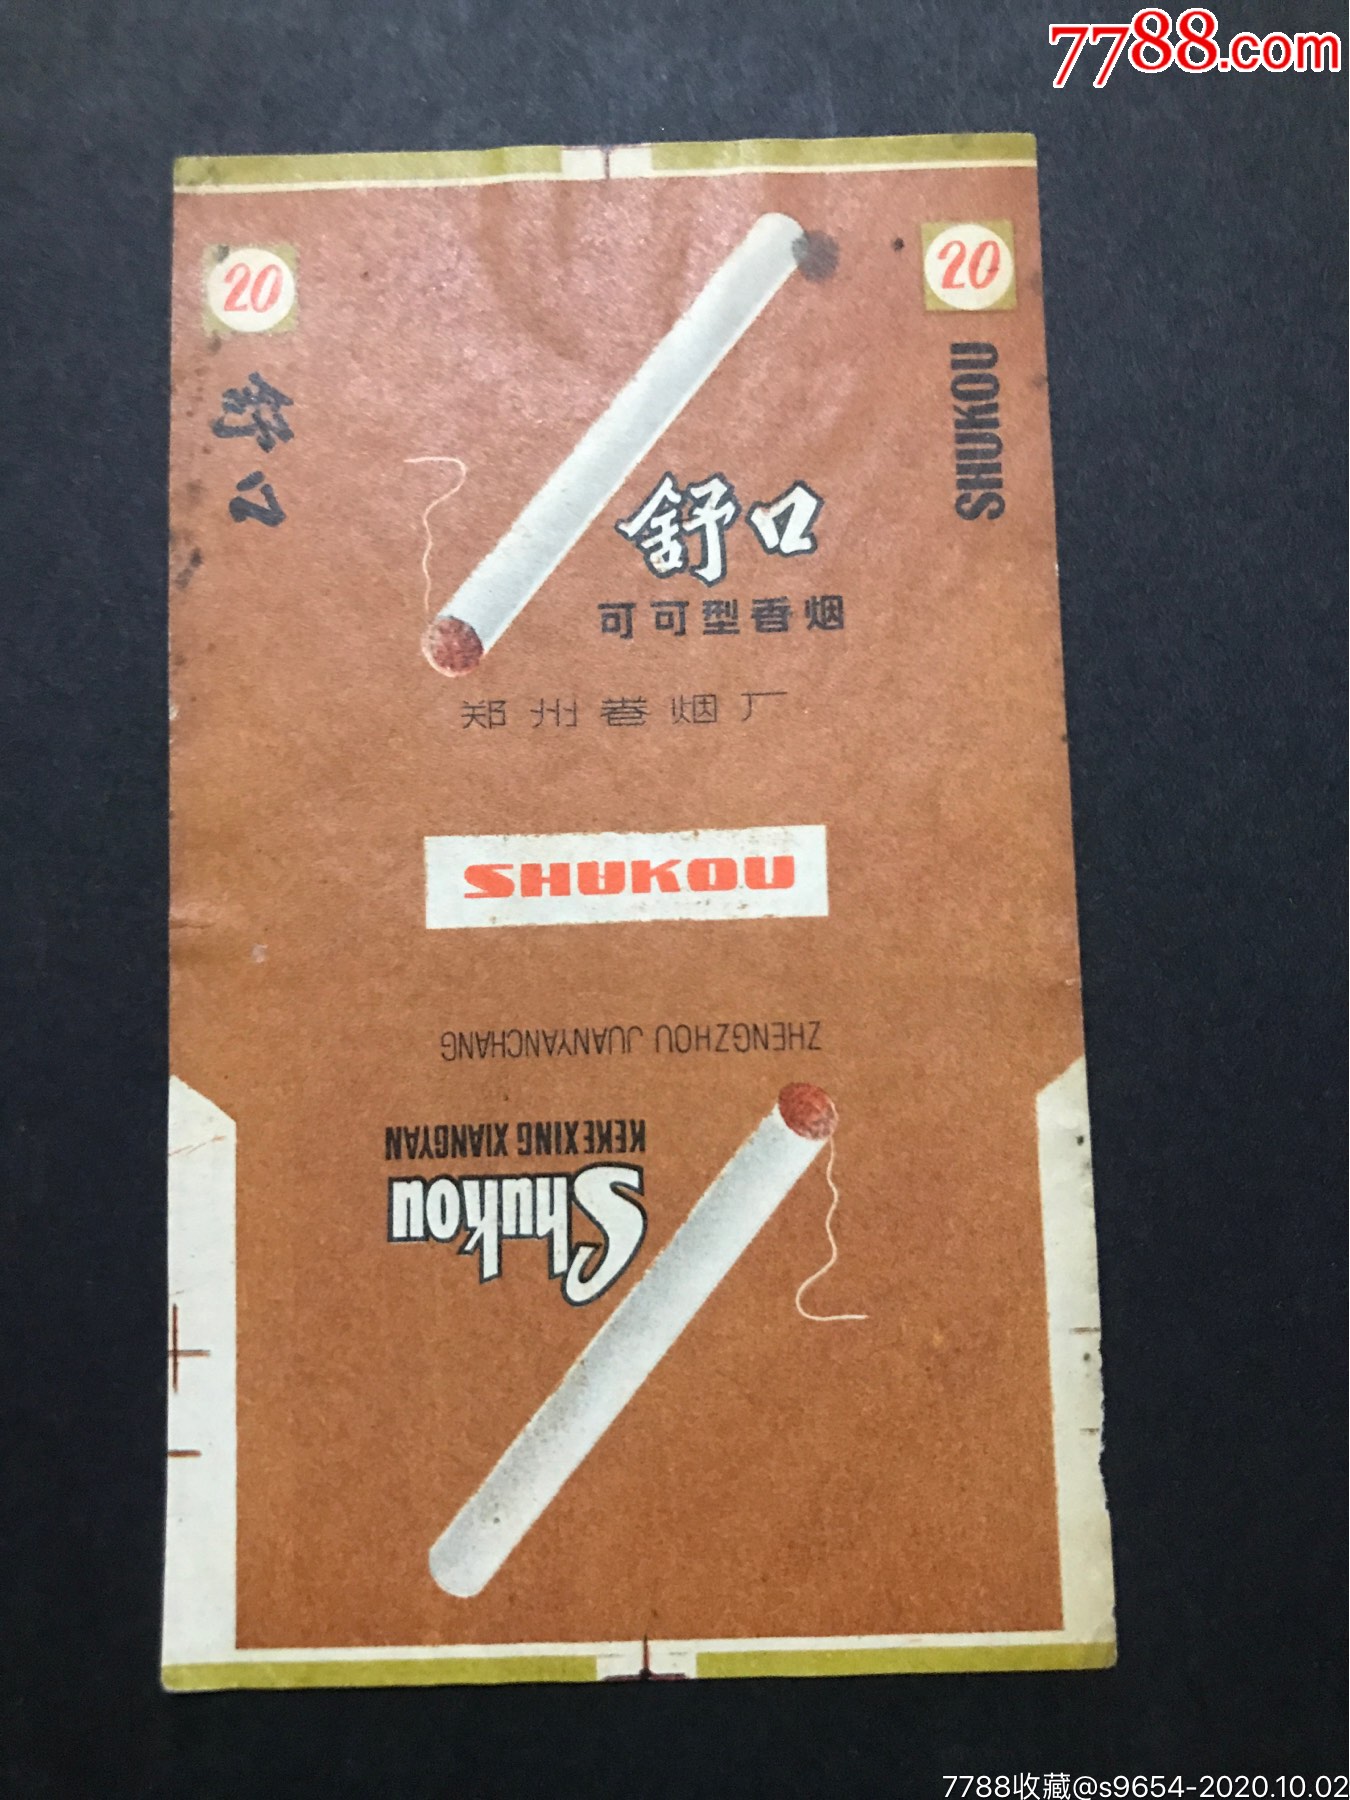 7788.com
20
20
舒口
SHUKOU
舒口
可可型香烟
郑州卷烟厂
SHUKOU
ZHENGZHOU JUANYANCHANG
KEKEXING XIANGYAN
Shukou
7788收藏@s9654-2020.10.02